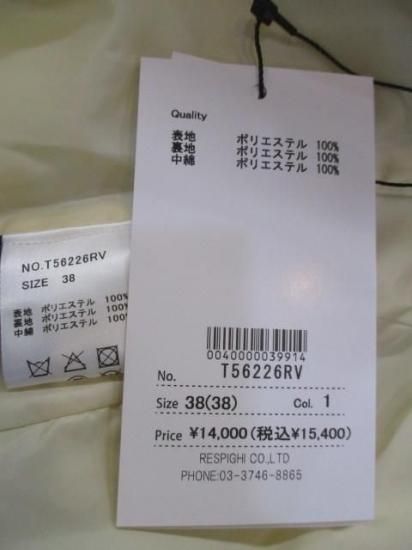 Quality
表地 ポリエステル 100%
裏地 ポリエステル 100%
中綿 ポリエステル 100%
NO.T56226RV
SIZE 38
表地 ポリエステル 100%
裏地 ポリエステル 100%
中綿 ポリエステル 100%
0040000039914
No. T56226RV
Size 38(38) Col. 1
Price ¥14,000(税込¥15,400)
RESPIGHI CO.,LTD
PHONE:03-3746-8865